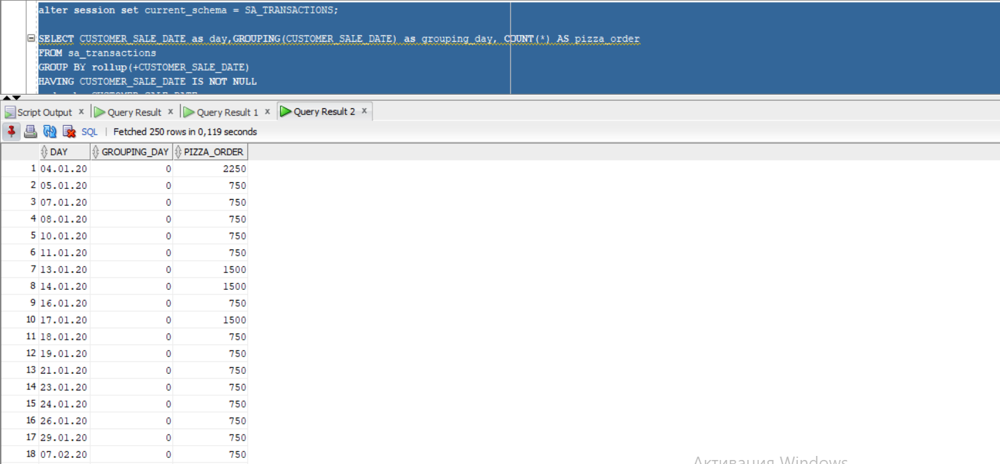 alter session set current_schema = SA_TRANSACTIONS;
SELECT CUSTOMER_SALE_DATE as day,GROUPING(CUSTOMER_SALE_DATE) as grouping_day, COUNT(*) AS pizza_order
FROM sa_transactions
GROUP BY rollup(+CUSTOMER_SALE_DATE)
HAVING CUSTOMER_SALE_DATE IS NOT NULL
CUSTOMER_SALE_DATE
Script Output x Query Result x Query Result 1 x Query Result 2 x
SQL | Fetched 250 rows in 0,119 seconds
DAY GROUPING_DAY PIZZA_ORDER
1 04.01.20 0 2250
2 05.01.20 0 750
3 07.01.20 0 750
4 08.01.20 0 750
5 10.01.20 0 750
6 11.01.20 0 750
7 13.01.20 0 1500
8 14.01.20 0 1500
9 16.01.20 0 750
10 17.01.20 0 1500
11 18.01.20 0 750
12 19.01.20 0 750
13 21.01.20 0 750
14 23.01.20 0 750
15 24.01.20 0 750
16 26.01.20 0 750
17 29.01.20 0 750
18 07.02.20 0 750
Активация Windows